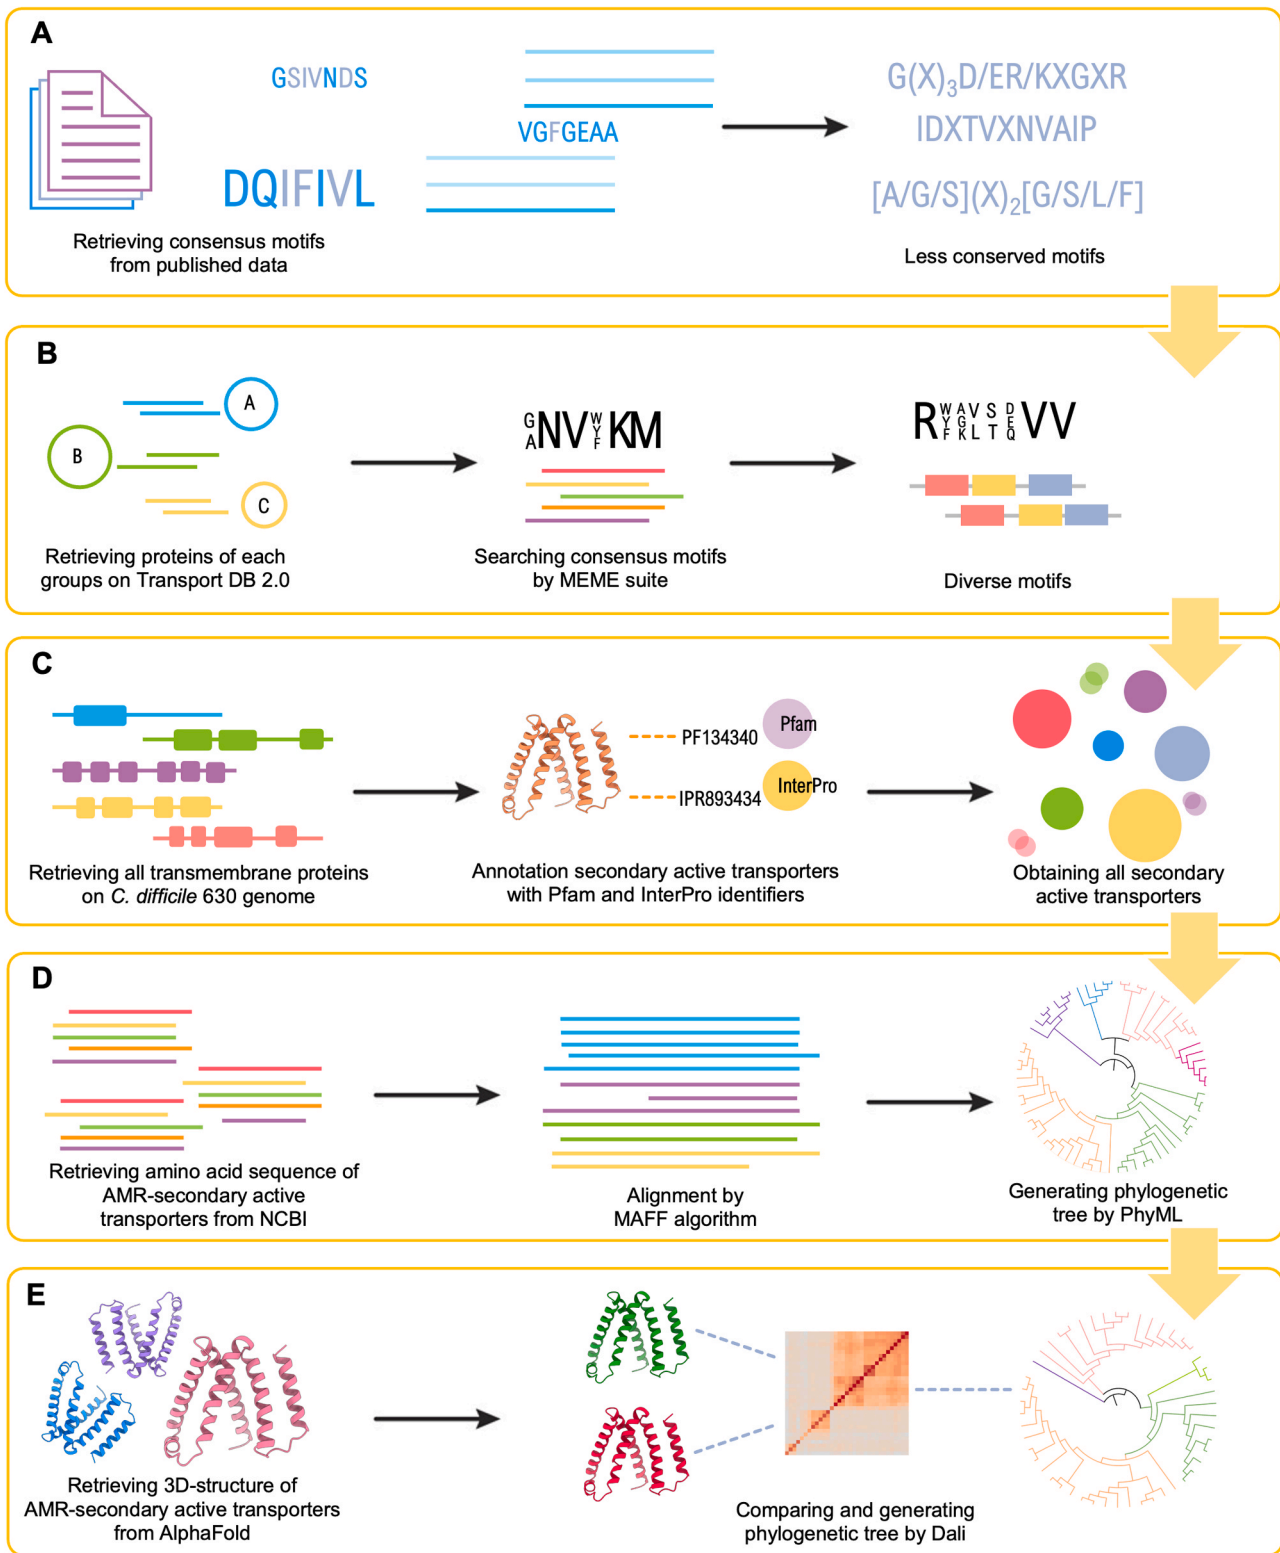 A
GSIVNDS
VGFGEAA
DQIFIVL
G(X)₃D/ER/KXGXR
IDXTVXNVAIP
[A/G/S](X)₂[G/S/L/F]
Retrieving consensus motifs
from published data
Less conserved motifs
B
A
B
C
G
A
NV
W
Y
F
KM
R
W
Y
F
A
G
K
V
L
S
T
D
E
Q
VV
Retrieving proteins of each
groups on Transport DB 2.0
Searching consensus motifs
by MEME suite
Diverse motifs
C
PF134340
Pfam
IPR893434
InterPro
Retrieving all transmembrane proteins
on C. difficile 630 genome
Annotation secondary active transporters
with Pfam and InterPro identifiers
Obtaining all secondary
active transporters
D
Retrieving amino acid sequence of
AMR-secondary active
transporters from NCBI
Alignment by
MAFF algorithm
Generating phylogenetic
tree by PhyML
E
Retrieving 3D-structure of
AMR-secondary active transporters
from AlphaFold
Comparing and generating
phylogenetic tree by Dali